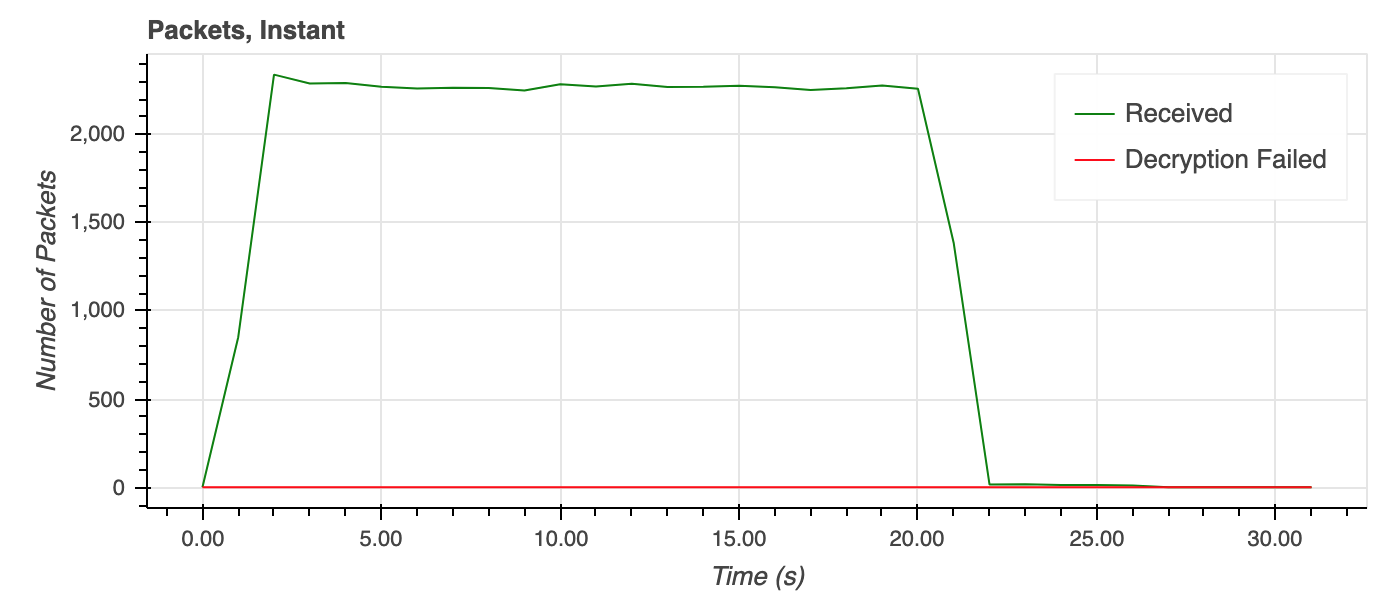 Packets, Instant
Received
Decryption Failed
Number of Packets
2,000
1,500
1,000
500
0
0.00 5.00 10.00 15.00 20.00 25.00 30.00
Time (s)